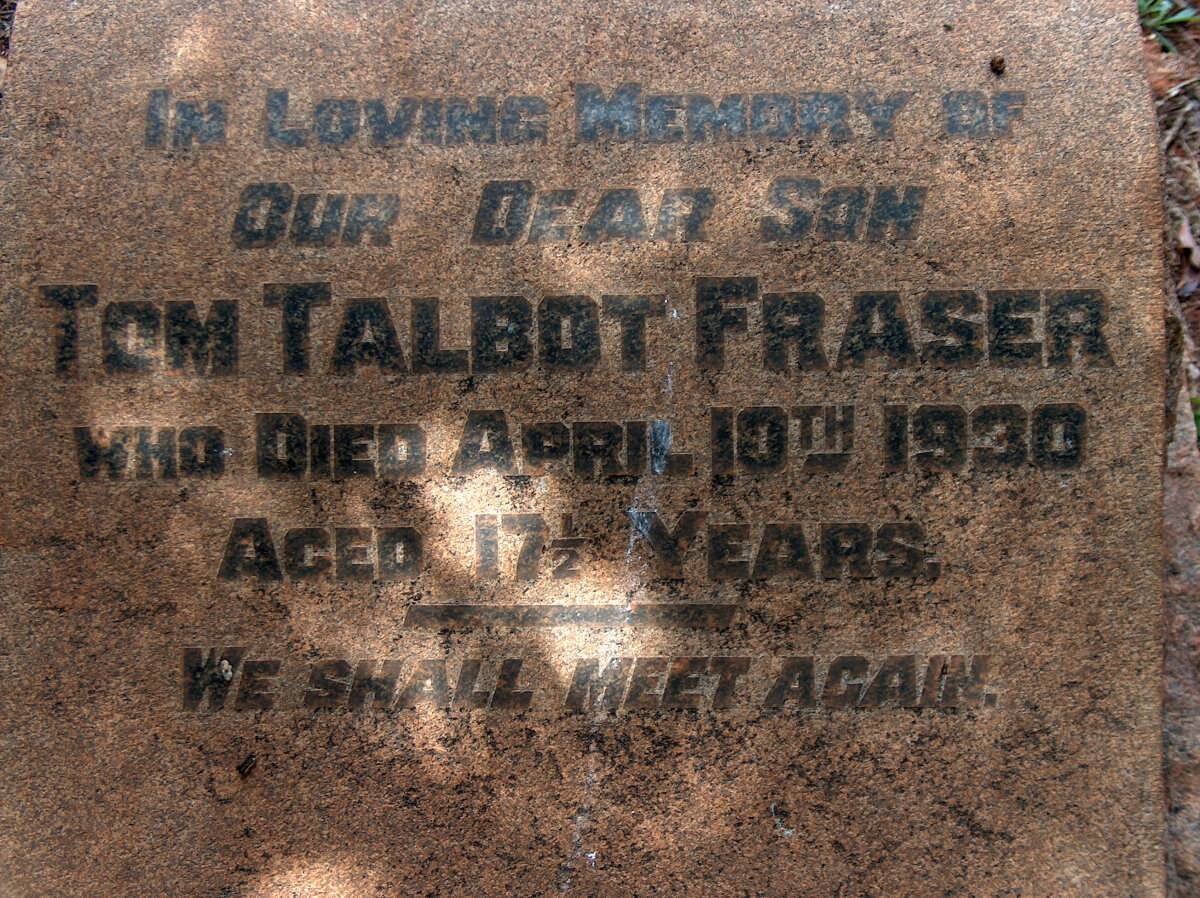 In Loving Memory of
Our Dear Son
Tom Talbot Fraser
who Died April 10th 1930
Aged 17½ Years.
We shall meet again.